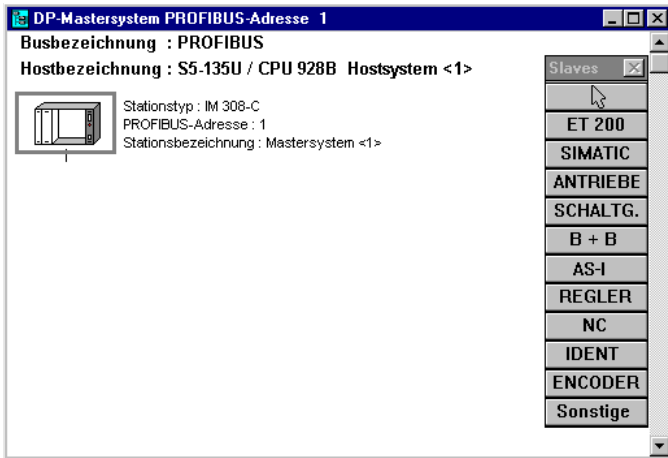 DP-Mastersystem PROFIBUS-Adresse 1
Busbezeichnung : PROFIBUS
Hostbezeichnung : S5-135U / CPU 928B Hostsystem <1>
Stationstyp : IM 308-C
PROFIBUS-Adresse : 1
Stationsbezeichnung : Mastersystem <1>
Slaves
ET 200
SIMATIC
ANTRIEBE
SCHALTG.
B + B
AS-I
REGLER
NC
IDENT
ENCODER
Sonstige